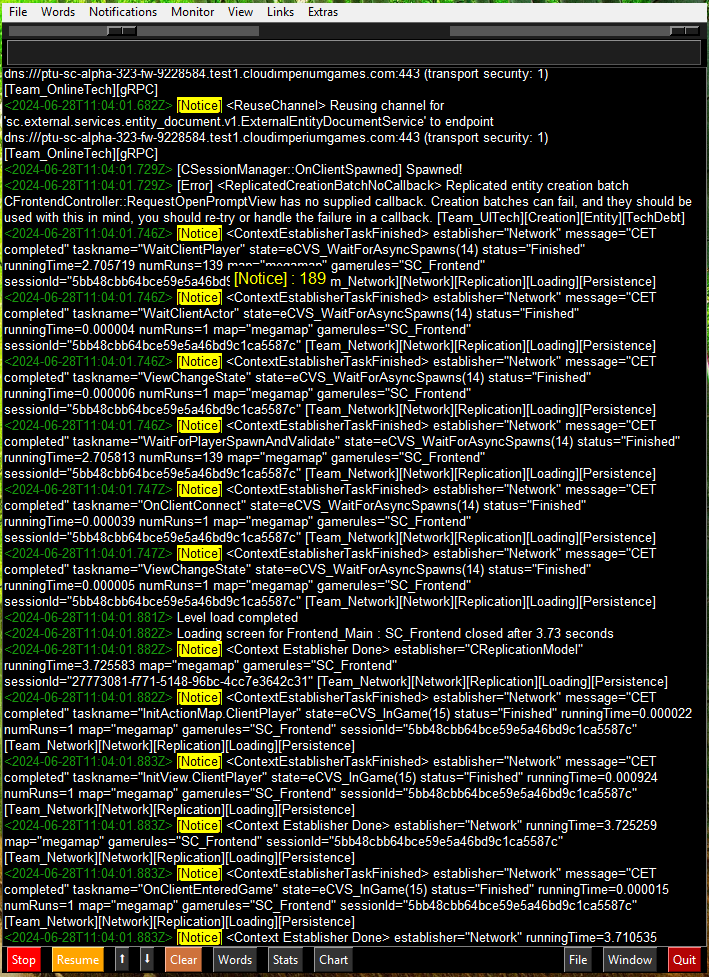 File Words Notifications Monitor View Links Extras
dns:///ptu-sc-alpha-323-fw-9228584.test1.cloudimperiumgames.com:443 (transport security: 1)
[Team_OnlineTech][gRPC]
<2024-06-28T11:04:01.682Z> [Notice] <ReuseChannel> Reusing channel for
'sc.external.services.entity_document.v1.ExternalEntityDocumentService' to endpoint
dns:///ptu-sc-alpha-323-fw-9228584.test1.cloudimperiumgames.com:443 (transport security: 1)
[Team_OnlineTech][gRPC]
<2024-06-28T11:04:01.729Z> [CSessionManager::OnClientSpawned] Spawned!
<2024-06-28T11:04:01.729Z> [Error] <ReplicatedCreationBatchNoCallback> Replicated entity creation batch
CFrontendController::RequestOpenPromptView has no supplied callback. Creation batches can fail, and they should be
used with this in mind, you should re-try or handle the failure in a callback. [Team_UITech][Creation][Entity][TechDebt]
<2024-06-28T11:04:01.746Z> [Notice] <ContextEstablisherTaskFinished> establisher="Network" message="CET
completed" taskname="WaitClientPlayer" state=eCVS_WaitForAsyncSpawns(14) status="Finished"
runningTime=2.705719 numRuns=139 map="megamap" gamerules="SC_Frontend"
sessionId="5bb48cbb64bce59e5a46bd9 [Notice] : 189 m_Network][Network][Replication][Loading][Persistence]
<2024-06-28T11:04:01.746Z> [Notice] <ContextEstablisherTaskFinished> establisher="Network" message="CET
completed" taskname="WaitClientActor" state=eCVS_WaitForAsyncSpawns(14) status="Finished"
runningTime=0.000004 numRuns=1 map="megamap" gamerules="SC_Frontend"
sessionId="5bb48cbb64bce59e5a46bd9c1ca5587c" [Team_Network][Network][Replication][Loading][Persistence]
<2024-06-28T11:04:01.746Z> [Notice] <ContextEstablisherTaskFinished> establisher="Network" message="CET
completed" taskname="ViewChangeState" state=eCVS_WaitForAsyncSpawns(14) status="Finished"
runningTime=0.000006 numRuns=1 map="megamap" gamerules="SC_Frontend"
sessionId="5bb48cbb64bce59e5a46bd9c1ca5587c" [Team_Network][Network][Replication][Loading][Persistence]
<2024-06-28T11:04:01.746Z> [Notice] <ContextEstablisherTaskFinished> establisher="Network" message="CET
completed" taskname="WaitForPlayerSpawnAndValidate" state=eCVS_WaitForAsyncSpawns(14) status="Finished"
runningTime=2.705813 numRuns=139 map="megamap" gamerules="SC_Frontend"
sessionId="5bb48cbb64bce59e5a46bd9c1ca5587c" [Team_Network][Network][Replication][Loading][Persistence]
<2024-06-28T11:04:01.747Z> [Notice] <ContextEstablisherTaskFinished> establisher="Network" message="CET
completed" taskname="OnClientConnect" state=eCVS_WaitForAsyncSpawns(14) status="Finished"
runningTime=0.000039 numRuns=1 map="megamap" gamerules="SC_Frontend"
sessionId="5bb48cbb64bce59e5a46bd9c1ca5587c" [Team_Network][Network][Replication][Loading][Persistence]
<2024-06-28T11:04:01.747Z> [Notice] <ContextEstablisherTaskFinished> establisher="Network" message="CET
completed" taskname="ViewChangeState" state=eCVS_WaitForAsyncSpawns(14) status="Finished"
runningTime=0.000005 numRuns=1 map="megamap" gamerules="SC_Frontend"
sessionId="5bb48cbb64bce59e5a46bd9c1ca5587c" [Team_Network][Network][Replication][Loading][Persistence]
<2024-06-28T11:04:01.881Z> Level load completed
<2024-06-28T11:04:01.882Z> Loading screen for Frontend_Main : SC_Frontend closed after 3.73 seconds
<2024-06-28T11:04:01.882Z> [Notice] <Context Establisher Done> establisher="CReplicationModel"
runningTime=3.725583 map="megamap" gamerules="SC_Frontend"
sessionId="27773081-f771-5148-96bc-4cc7e3642c31" [Team_Network][Network][Replication][Loading][Persistence]
<2024-06-28T11:04:01.882Z> [Notice] <ContextEstablisherTaskFinished> establisher="Network" message="CET
completed" taskname="InitActionMap.ClientPlayer" state=eCVS_InGame(15) status="Finished" runningTime=0.000022
numRuns=1 map="megamap" gamerules="SC_Frontend" sessionId="5bb48cbb64bce59e5a46bd9c1ca5587c"
[Team_Network][Network][Replication][Loading][Persistence]
<2024-06-28T11:04:01.883Z> [Notice] <ContextEstablisherTaskFinished> establisher="Network" message="CET
completed" taskname="InitView.ClientPlayer" state=eCVS_InGame(15) status="Finished" runningTime=0.000924
numRuns=1 map="megamap" gamerules="SC_Frontend" sessionId="5bb48cbb64bce59e5a46bd9c1ca5587c"
[Team_Network][Network][Replication][Loading][Persistence]
<2024-06-28T11:04:01.883Z> [Notice] <Context Establisher Done> establisher="Network" runningTime=3.725259
map="megamap" gamerules="SC_Frontend" sessionId="5bb48cbb64bce59e5a46bd9c1ca5587c"
[Team_Network][Network][Replication][Loading][Persistence]
<2024-06-28T11:04:01.883Z> [Notice] <ContextEstablisherTaskFinished> establisher="Network" message="CET
completed" taskname="OnClientEnteredGame" state=eCVS_InGame(15) status="Finished" runningTime=0.000015
numRuns=1 map="megamap" gamerules="SC_Frontend" sessionId="5bb48cbb64bce59e5a46bd9c1ca5587c"
[Team_Network][Network][Replication][Loading][Persistence]
<2024-06-28T11:04:01.883Z> [Notice] <Context Establisher Done> establisher="Network" runningTime=3.710535
Stop Resume ⬆ ⬇ Clear Words Stats Chart File Window Quit